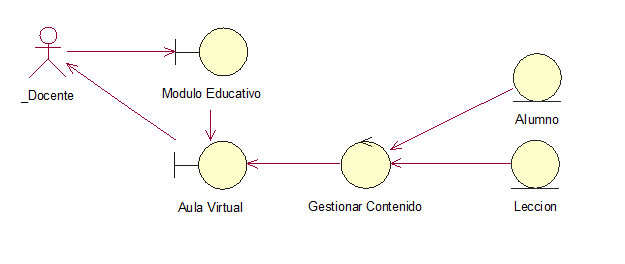 _Docente
Modulo Educativo
Alumno
Aula Virtual
Gestionar Contenido
Leccion